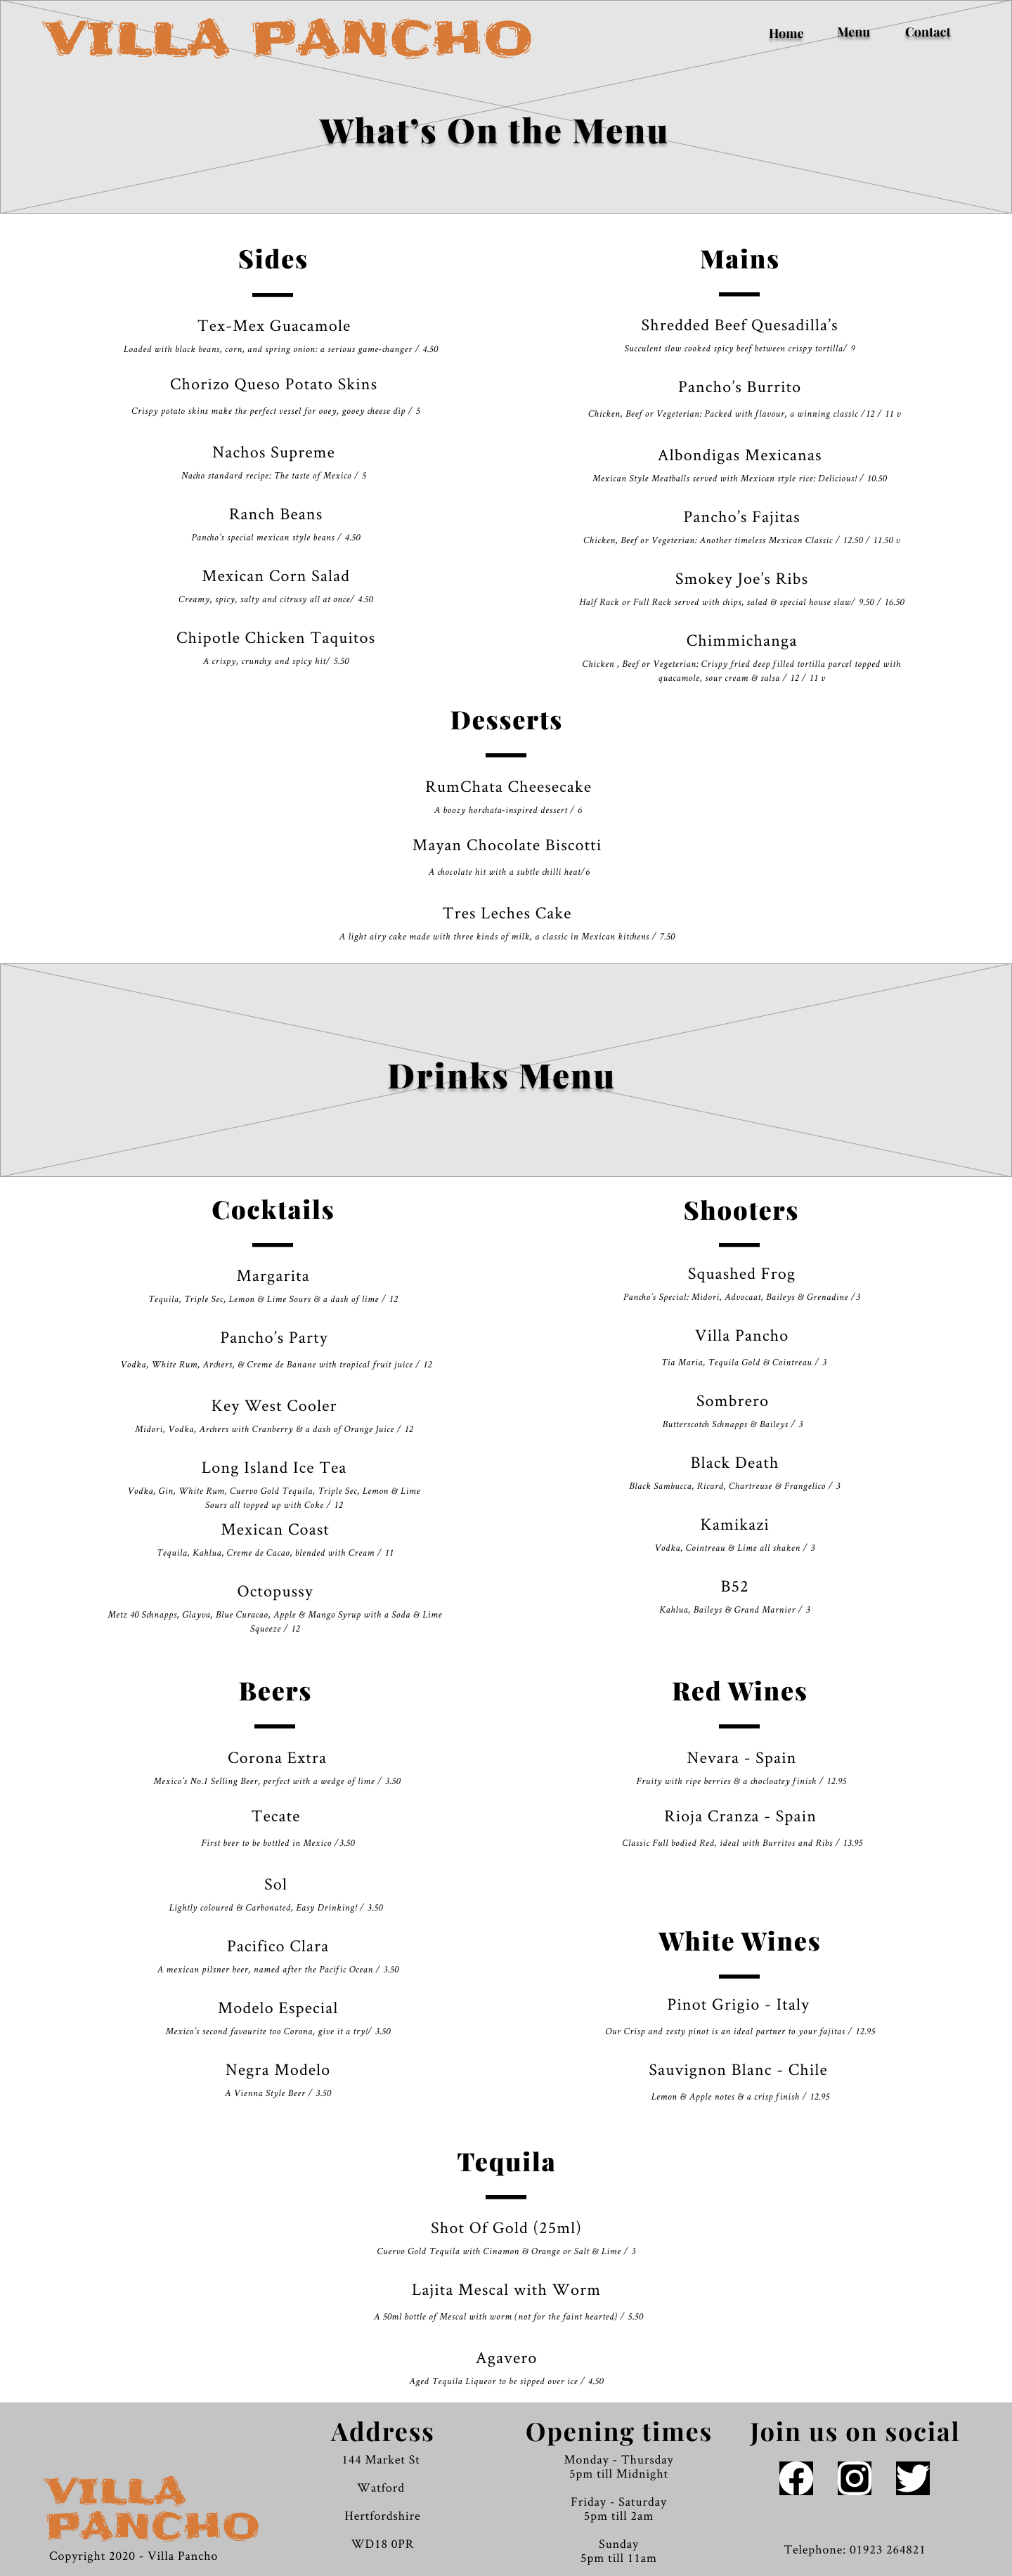 VILLA PANCHO
Home Menu Contact
What's On the Menu
Sides
Tex-Mex Guacamole
Loaded with black beans, corn, and spring onion: a serious game-changer / 4.50
Chorizo Queso Potato Skins
Crispy potato skins make the perfect vessel for ooey, gooey cheese dip / 5
Nachos Supreme
Nacho standard recipe: The taste of Mexico / 5
Ranch Beans
Pancho's special mexican style beans / 4.50
Mexican Corn Salad
Creamy, spicy, salty and citrusy all at once/ 4.50
Chipotle Chicken Taquitos
A crispy, crunchy and spicy hit/ 5.50
Mains
Shredded Beef Quesadilla's
Succulent slow cooked spicy beef between crispy tortilla/ 9
Pancho's Burrito
Chicken, Beef or Vegeterian: Packed with flavour, a winning classic /12 / 11 v
Albondigas Mexicanas
Mexican Style Meatballs served with Mexican style rice: Delicious! / 10.50
Pancho's Fajitas
Chicken, Beef or Vegeterian: Another timeless Mexican Classic / 12.50 / 11.50 v
Smokey Joe's Ribs
Half Rack or Full Rack served with chips, salad & special house slaw/ 9.50 / 16.50
Chimmichanga
Chicken , Beef or Vegeterian: Crispy fried deep filled tortilla parcel topped with
quacamole, sour cream & salsa / 12 / 11 v
Desserts
RumChata Cheesecake
A boozy horchata-inspired dessert / 6
Mayan Chocolate Biscotti
A chocolate hit with a subtle chilli heat/6
Tres Leches Cake
A light airy cake made with three kinds of milk, a classic in Mexican kitchens / 7.50
Drinks Menu
Cocktails
Margarita
Tequila, Triple Sec, Lemon & Lime Sours & a dash of lime / 12
Pancho's Party
Vodka, White Rum, Archers, & Creme de Banane with tropical fruit juice / 12
Key West Cooler
Midori, Vodka, Archers with Cranberry & a dash of Orange Juice / 12
Long Island Ice Tea
Vodka, Gin, White Rum, Cuervo Gold Tequila, Triple Sec, Lemon & Lime
Sours all topped up with Coke / 12
Mexican Coast
Tequila, Kahlua, Creme de Cacao, blended with Cream / 11
Octopussy
Metz 40 Schnapps, Glayva, Blue Curacao, Apple & Mango Syrup with a Soda & Lime
Squeeze / 12
Shooters
Squashed Frog
Pancho's Special: Midori, Advocaat, Baileys & Grenadine /3
Villa Pancho
Tia Maria, Tequila Gold & Cointreau / 3
Sombrero
Butterscotch Schnapps & Baileys / 3
Black Death
Black Sambucca, Ricard, Chartreuse & Frangelico / 3
Kamikazi
Vodka, Cointreau & Lime all shaken / 3
B52
Kahlua, Baileys & Grand Marnier / 3
Beers
Corona Extra
Mexico's No.1 Selling Beer, perfect with a wedge of lime / 3.50
Tecate
First beer to be bottled in Mexico /3.50
Sol
Lightly coloured & Carbonated, Easy Drinking! / 3.50
Pacifico Clara
A mexican pilsner beer, named after the Pacific Ocean / 3.50
Modelo Especial
Mexico's second favourite too Corona, give it a try!/ 3.50
Negra Modelo
A Vienna Style Beer / 3.50
Red Wines
Nevara - Spain
Fruity with ripe berries & a chocloatey finish / 12.95
Rioja Cranza - Spain
Classic Full bodied Red, ideal with Burritos and Ribs / 13.95
White Wines
Pinot Grigio - Italy
Our Crisp and zesty pinot is an ideal partner to your fajitas / 12.95
Sauvignon Blanc - Chile
Lemon & Apple notes & a crisp finish / 12.95
Tequila
Shot Of Gold (25ml)
Cuervo Gold Tequila with Cinamon & Orange or Salt & Lime / 3
Lajita Mescal with Worm
A 50ml bottle of Mescal with worm (not for the faint hearted) / 5.50
Agavero
Aged Tequila Liqueur to be sipped over ice / 4.50
VILLA
PANCHO
Copyright 2020 - Villa Pancho
Address
144 Market St
Watford
Hertfordshire
WD18 0PR
Opening times
Monday - Thursday
5pm till Midnight
Friday - Saturday
5pm till 2am
Sunday
5pm till 11am
Join us on social
Telephone: 01923 264821